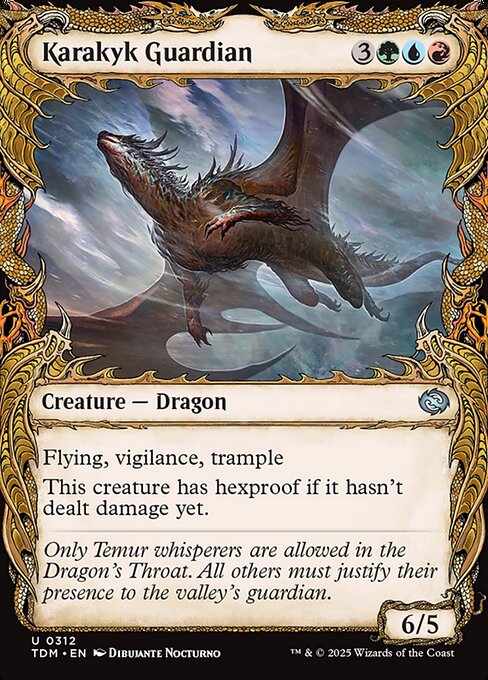 Karakyk Guardian 3
Creature — Dragon
Flying, vigilance, trample
This creature has hexproof if it hasn't
dealt damage yet.
Only Temur whisperers are allowed in the
Dragon's Throat. All others must justify their
presence to the valley's guardian.
6/5
U 0312
TDM • EN DIBUJANTE NOCTURNO
™ & © 2025 Wizards of the Coast